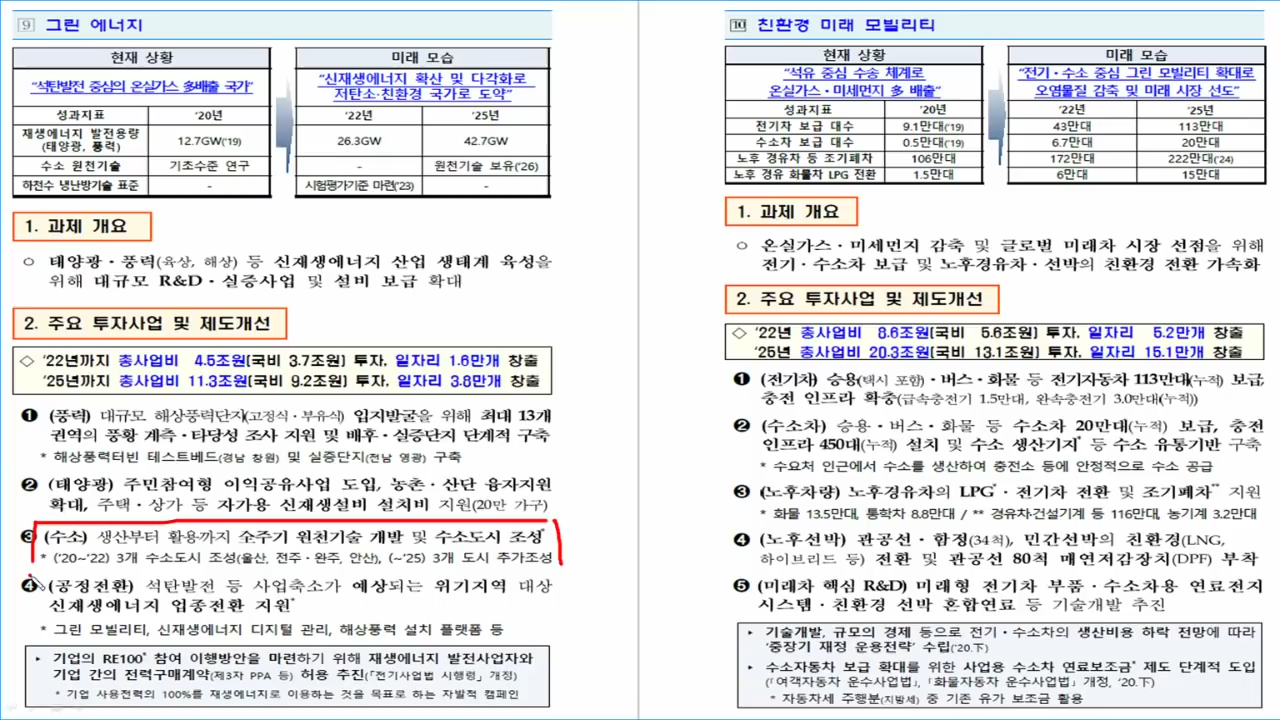 9 그린 에너지
현재 상황
“석탄발전 중심의 온실가스 多배출 국가”
성과지표 ’20년
재생에너지 발전용량 (태양광, 풍력) 12.7GW(’19)
수소 원천기술 기초수준 연구
하천수 냉난방기술 표준 -
미래 모습
“신재생에너지 확산 및 다각화로
저탄소·친환경 국가로 도약”
’22년 ’25년
26.3GW 42.7GW
- 원천기술 보유(’26)
시험평가기준 마련(’23) -
1. 과제 개요
○ 태양광·풍력(육상, 해상) 등 신재생에너지 산업 생태계 육성을
위해 대규모 R&D·실증사업 및 설비 보급 확대
2. 주요 투자사업 및 제도개선
◇ ’22년까지 총사업비 4.5조원(국비 3.7조원) 투자, 일자리 1.6만개 창출
’25년까지 총사업비 11.3조원(국비 9.2조원) 투자, 일자리 3.8만개 창출
❶ (풍력) 대규모 해상풍력단지(고정식·부유식) 입지발굴을 위해 최대 13개
권역의 풍황 계측·타당성 조사 지원 및 배후·실증단지 단계적 구축
* 해상풍력터빈 테스트베드(경남 창원) 및 실증단지(전남 영광) 구축
❷ (태양광) 주민참여형 이익공유사업 도입, 농촌·산단 융자지원
확대, 주택·상가 등 자가용 신재생설비 설치비 지원(20만 가구)
❸ (수소) 생산부터 활용까지 순주기 원천기술 개발 및 수소도시 조성*
* (’20~’22) 3개 수소도시 조성(울산, 전주·완주, 안산), (~’25) 3개 도시 추가조성
❹ (공정전환) 석탄발전 등 사업축소가 예상되는 위기지역 대상
신재생에너지 업종전환 지원*
* 그린 모빌리티, 신재생에너지 디지털 관리, 해상풍력 설치 플랫폼 등
▸ 기업의 RE100* 참여 이행방안을 마련하기 위해 재생에너지 발전사업자와
기업 간의 전력구매계약(제3자 PPA 등) 허용 추진(「전기사업법 시행령」 개정)
* 기업 사용전력의 100%를 재생에너지로 이용하는 것을 목표로 하는 자발적 캠페인
10 친환경 미래 모빌리티
현재 상황
“석유 중심 수송 체계로
온실가스·미세먼지 多 배출”
성과지표 ’20년
전기차 보급 대수 9.1만대(’19)
수소차 보급 대수 0.5만대(’19)
노후 경유차 등 조기폐차 106만대
노후 경유 화물차 LPG 전환 1.5만대
미래 모습
“전기·수소 중심 그린 모빌리티 확대로
오염물질 감축 및 미래 시장 선도”
’22년 ’25년
43만대 113만대
6.7만대 20만대
172만대 222만대(’24)
6만대 15만대
1. 과제 개요
○ 온실가스·미세먼지 감축 및 글로벌 미래차 시장 선점을 위해
전기·수소차 보급 및 노후경유차·선박의 친환경 전환 가속화
2. 주요 투자사업 및 제도개선
◇ ’22년 총사업비 8.6조원(국비 5.6조원) 투자, 일자리 5.2만개 창출
’25년 총사업비 20.3조원(국비 13.1조원) 투자, 일자리 15.1만개 창출
❶ (전기차) 승용(택시 포함)·버스·화물 등 전기자동차 113만대(누적) 보급,
충전 인프라 확충(급속충전기 1.5만대, 완속충전기 3.0만대(누적))
❷ (수소차) 승용·버스·화물 등 수소차 20만대(누적) 보급, 충전
인프라 450대(누적) 설치 및 수소 생산기지* 등 수소 유통기반 구축
* 수요처 인근에서 수소를 생산하여 충전소 등에 안정적으로 수소 공급
❸ (노후차량) 노후경유차의 LPG*·전기차 전환 및 조기폐차** 지원
* 화물 13.5만대, 통학차 8.8만대 / ** 경유차·건설기계 등 116만대, 농기계 3.2만대
❹ (노후선박) 관공선·함정(34척), 민간선박의 친환경(LNG,
하이브리드 등) 전환 및 관공선 80척 매연저감장치(DPF) 부착
❺ (미래차 핵심 R&D) 미래형 전기차 부품·수소차용 연료전지
시스템·친환경 선박 혼합연료 등 기술개발 추진
▸ 기술개발, 규모의 경제 등으로 전기·수소차의 생산비용 하락 전망에 따라
‘중장기 재정 운용전략’ 수립(’20.下)
▸ 수소자동차 보급 확대를 위한 사업용 수소차 연료보조금* 제도 단계적 도입
(「여객자동차 운수사업법」, 「화물자동차 운수사업법」 개정, ’20.下)
* 자동차세 주행분(지방세) 중 기존 유가 보조금 활용